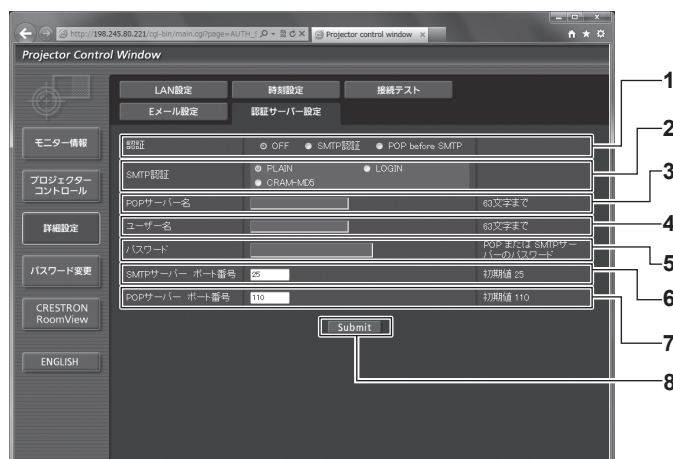 http://198.245.80.221/cgi-bin/main.cgi?page=AUTH_S
Projector control window
Projector Control Window
LAN設定
時刻設定
接続テスト
Eメール設定
認証サーバー設定
モニター情報
プロジェクター
コントロール
詳細設定
パスワード変更
CRESTRON
RoomView
ENGLISH
認証
OFF
SMTP認証
POP before SMTP
SMTP認証
PLAIN
LOGIN
CRAM-MD5
POPサーバー名
63文字まで
ユーザー名
63文字まで
パスワード
POP または SMTPサー
バーのパスワード
SMTPサーバー ポート番号
25
初期値 25
POPサーバー ポート番号
110
初期値 110
Submit
1
2
3
4
5
6
7
8